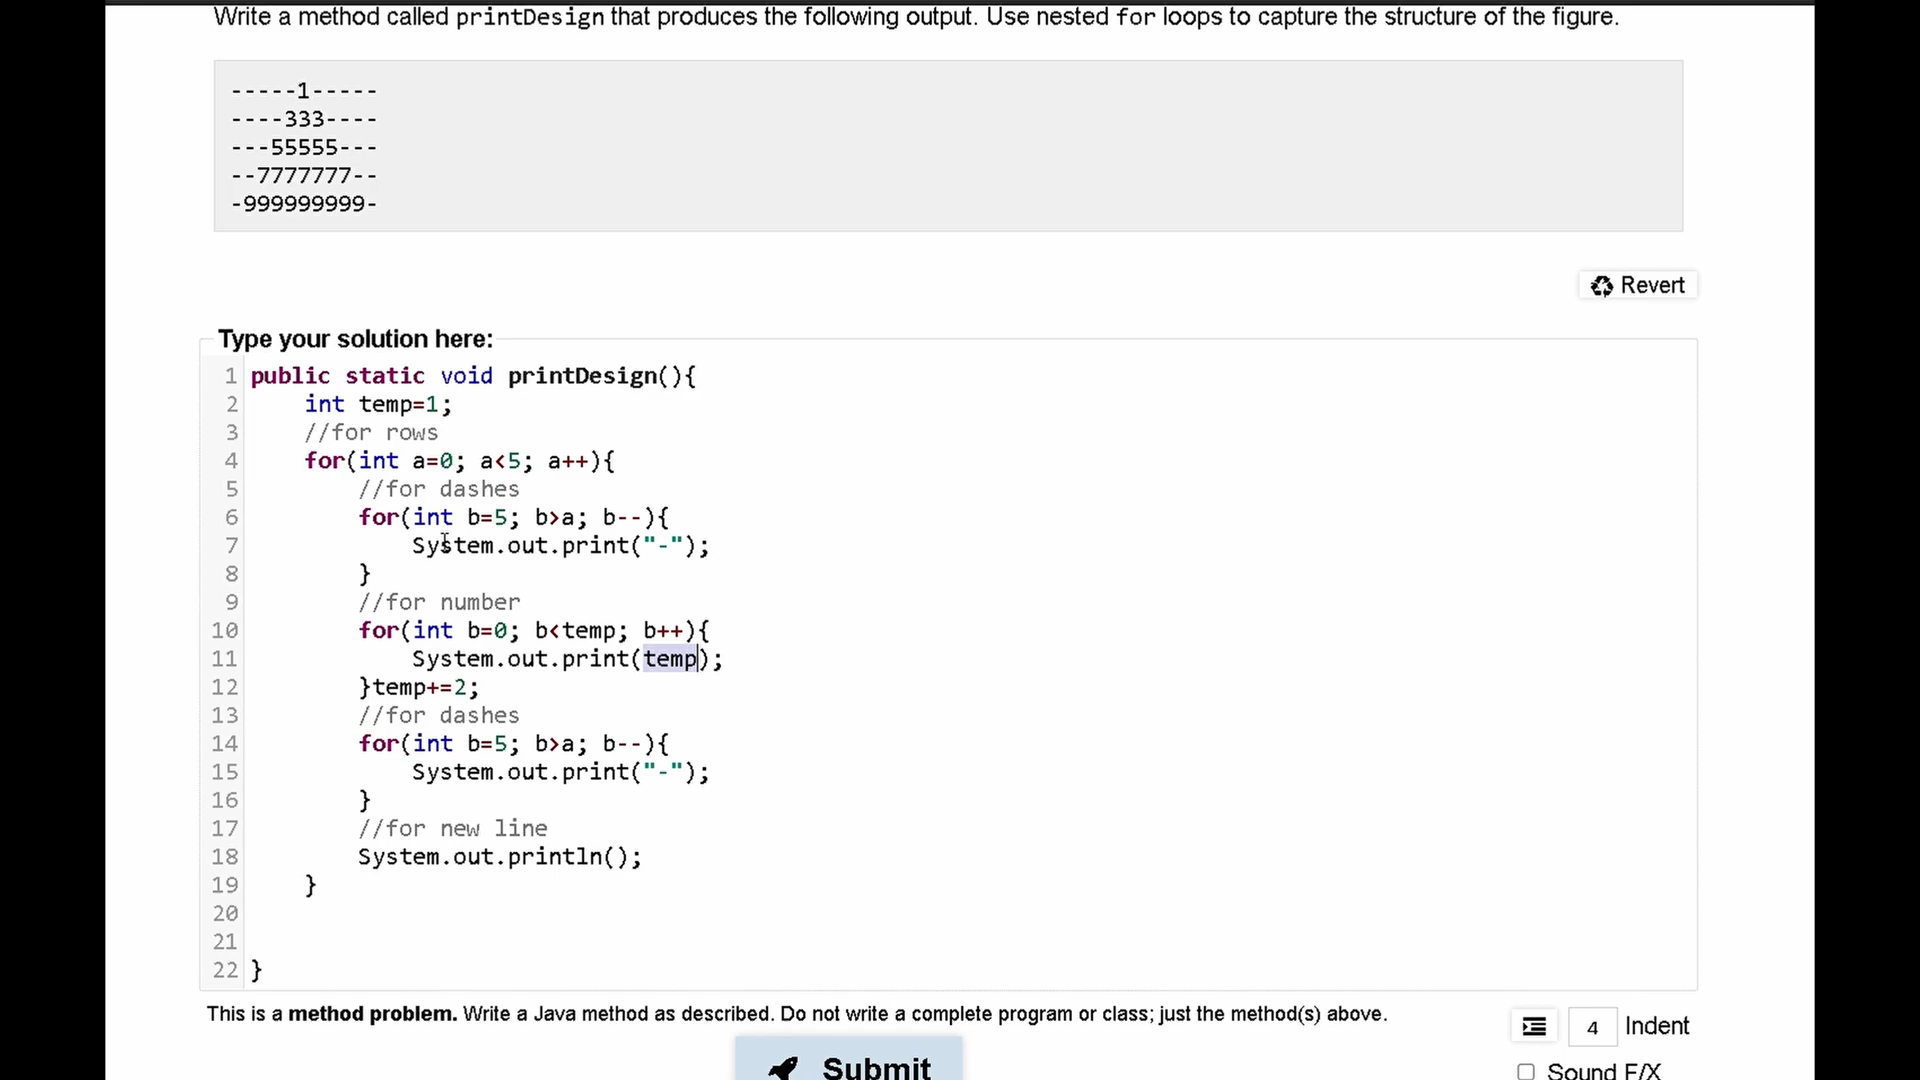 Write a method called printDesign that produces the following output. Use nested for loops to capture the structure of the figure.
-----1-----
----333----
---55555---
--7777777--
-999999999-
Revert
Type your solution here:
1 public static void printDesign(){
2     int temp=1;
3     //for rows
4     for(int a=0; a<5; a++){
5         //for dashes
6         for(int b=5; b>a; b--){
7             System.out.print("-");
8         }
9         //for number
10         for(int b=0; b<temp; b++){
11             System.out.print(temp);
12         }temp+=2;
13         //for dashes
14         for(int b=5; b>a; b--){
15             System.out.print("-");
16         }
17         //for new line
18         System.out.println();
19     }
20
21
22 }
This is a method problem. Write a Java method as described. Do not write a complete program or class; just the method(s) above.
4 Indent
Submit
Sound F/X